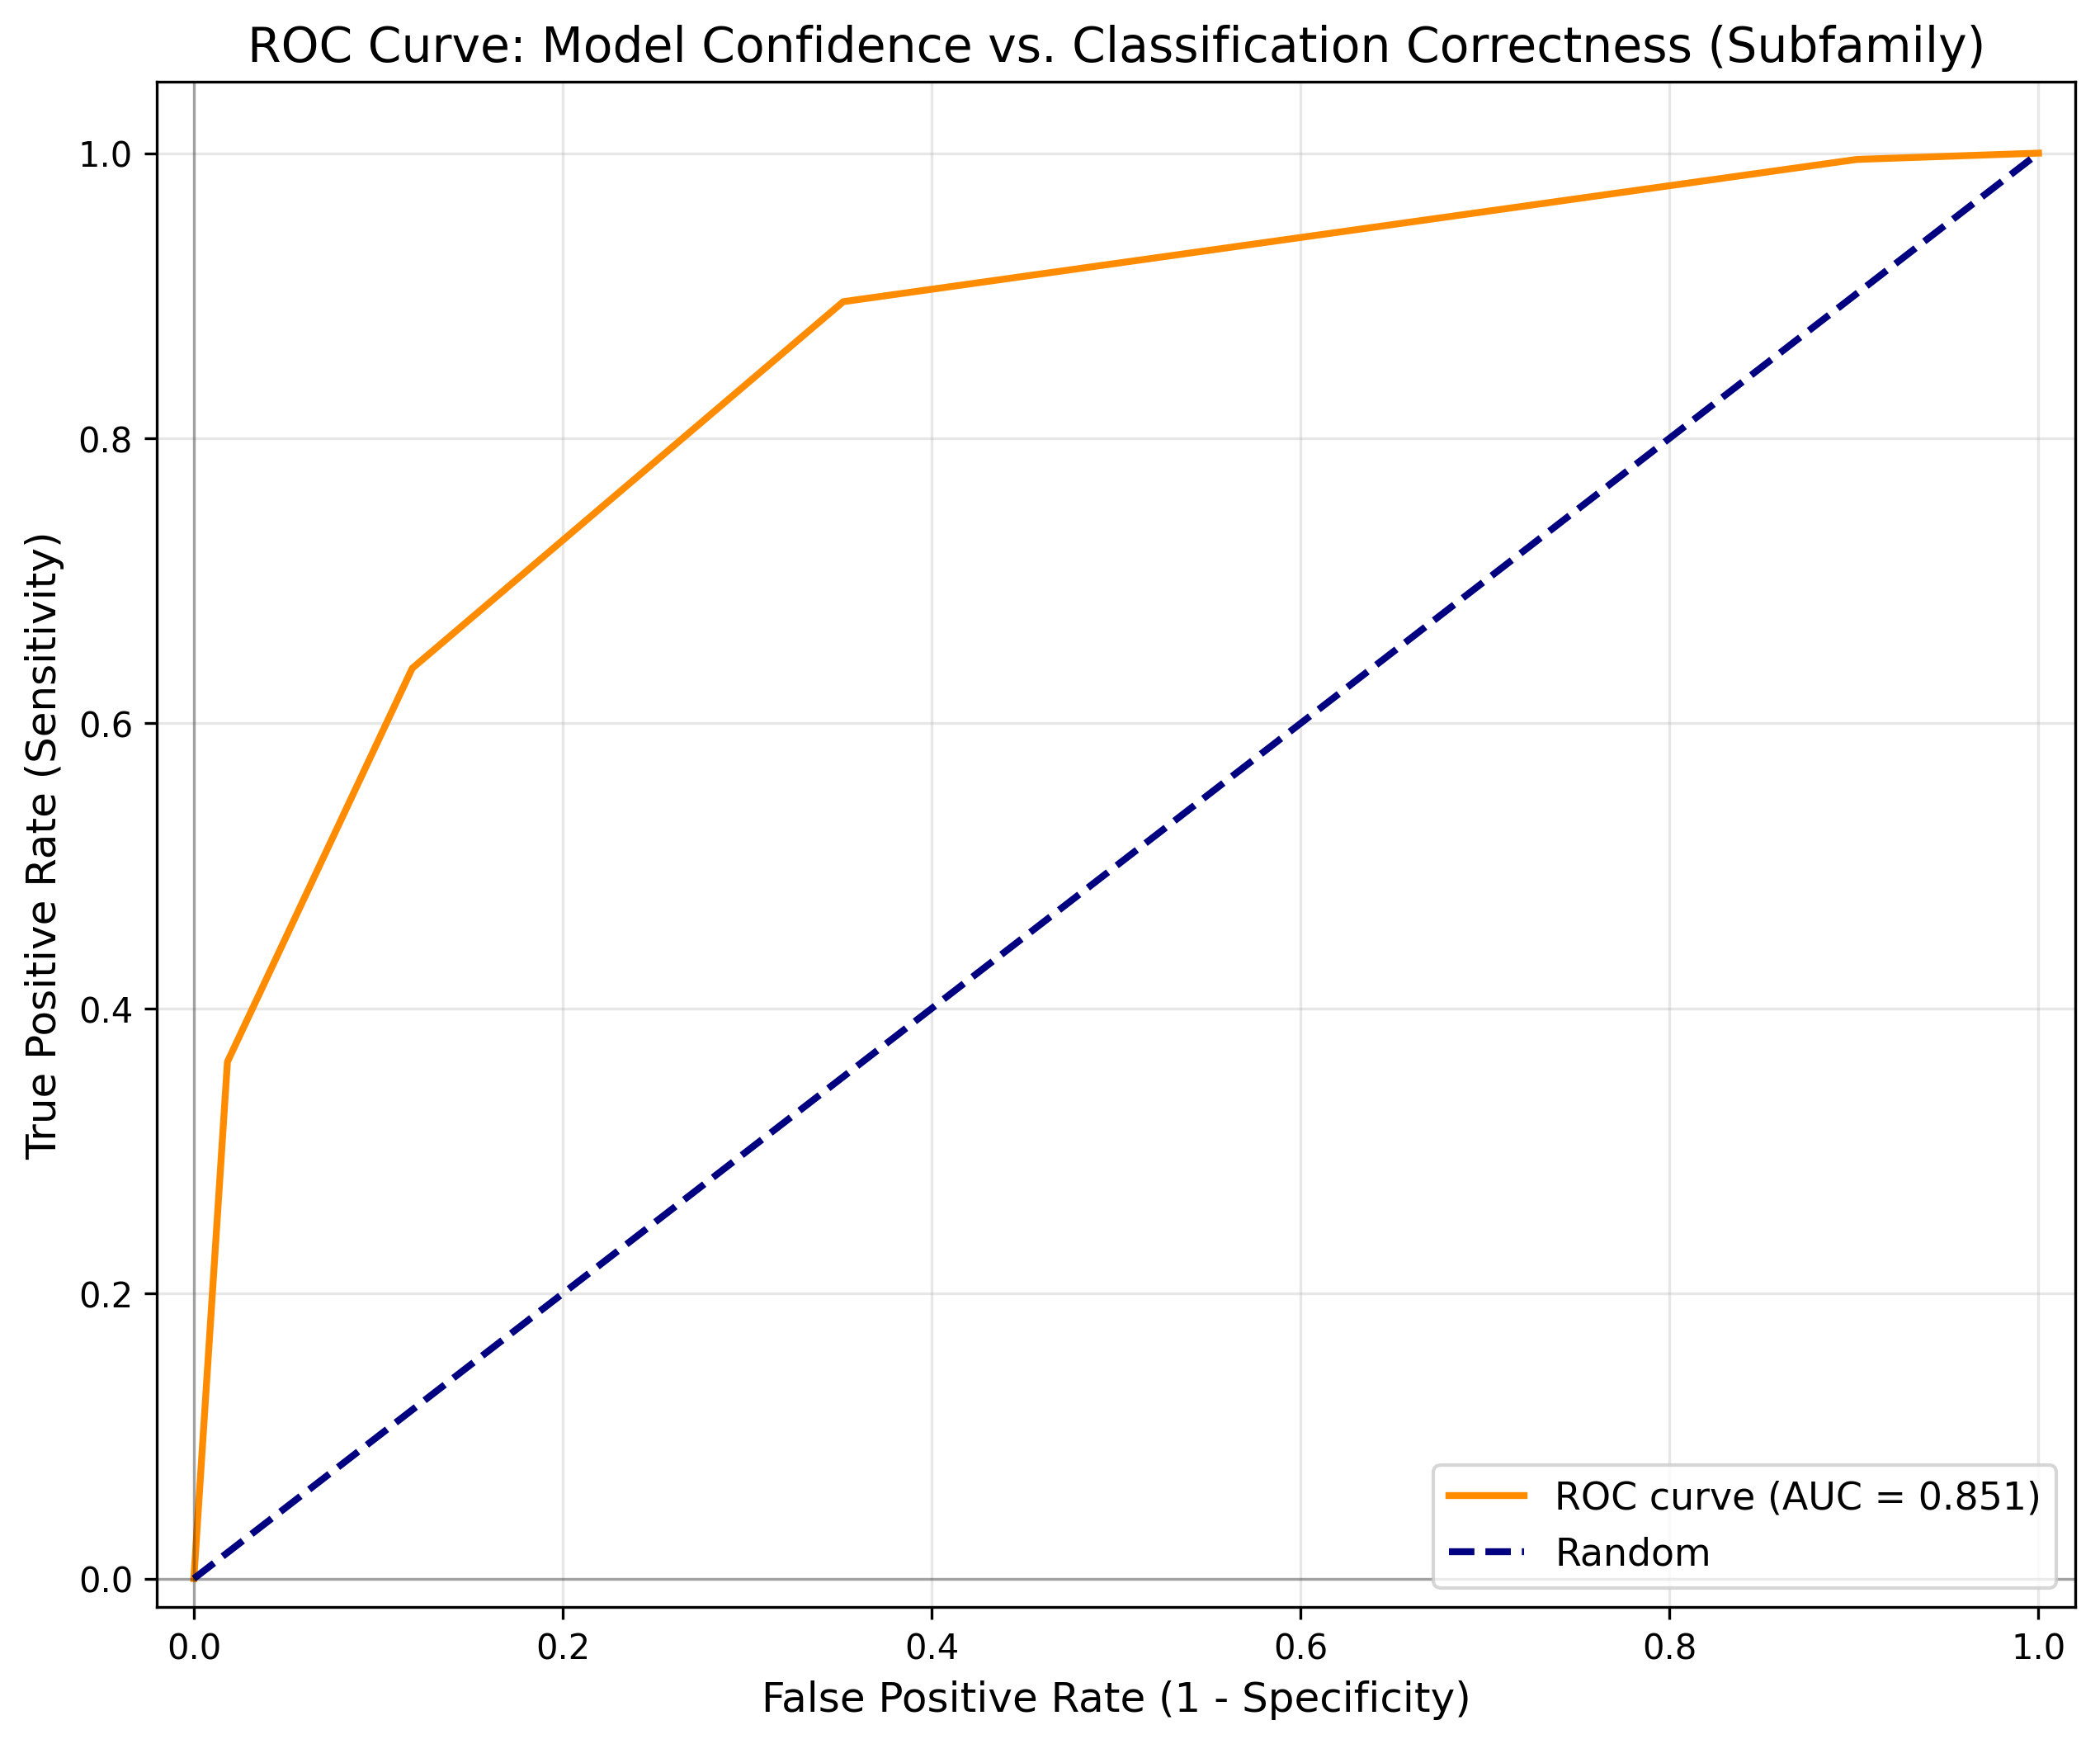 ROC Curve: Model Confidence vs. Classification Correctness (Subfamily)
True Positive Rate (Sensitivity)
1.0
0.8
0.6
0.4
0.2
0.0
ROC curve (AUC = 0.851)
Random
0.0 0.2 0.4 0.6 0.8 1.0
False Positive Rate (1 - Specificity)